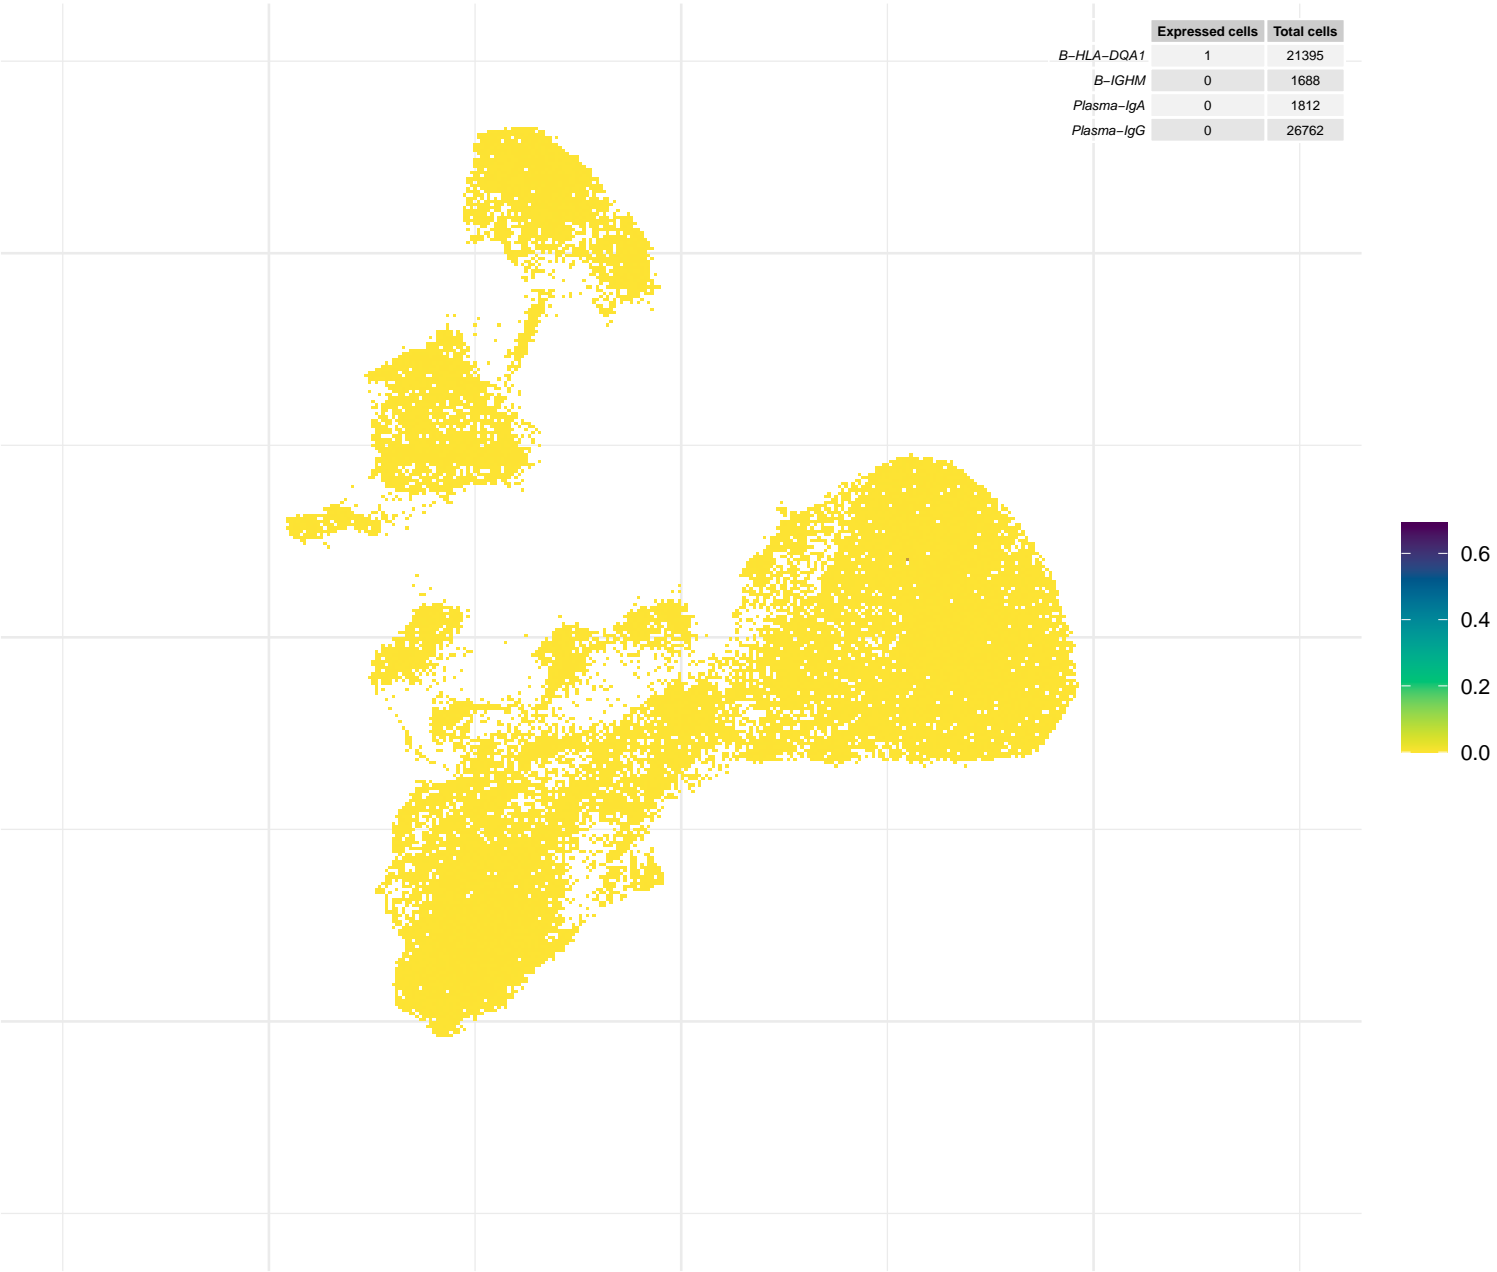 Expressed cells Total cells
B−HLA−DQA1 1 21395
B−IGHM 0 1688
Plasma−IgA 0 1812
Plasma−IgG 0 26762
0.6
0.4
0.2
0.0